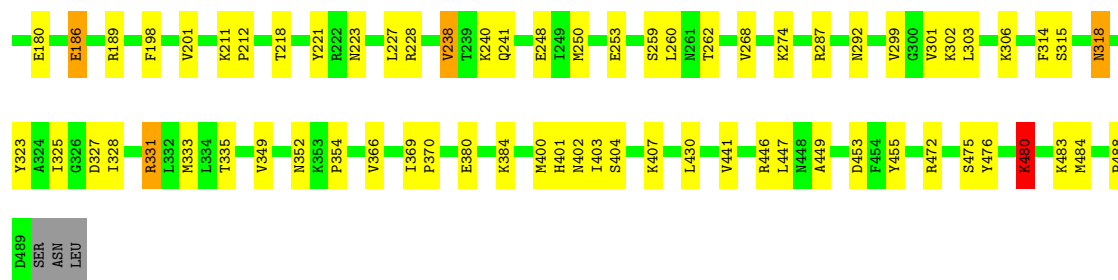 E180 E186 R189 F198 V201 K211 P212 T218 Y221 R222 N223 L227 R228 V238 T239 K240 Q241 E248 I249 M250 E253 S259 L260 N261 T262 V268 K274 R287 N292 V299 G300 V301 K302 L303 K306 F314 S315 N318
Y323 A324 I325 G326 D327 I328 R331 L332 M333 L334 T335 V349 N352 K353 P354 V366 I369 P370 E380 K384 M400 H401 N402 I403 S404 K407 L430 V441 R446 L447 N448 A449 D453 F454 Y455 R472 S475 Y476 K480 K483 M484
D489 SER ASN LEU